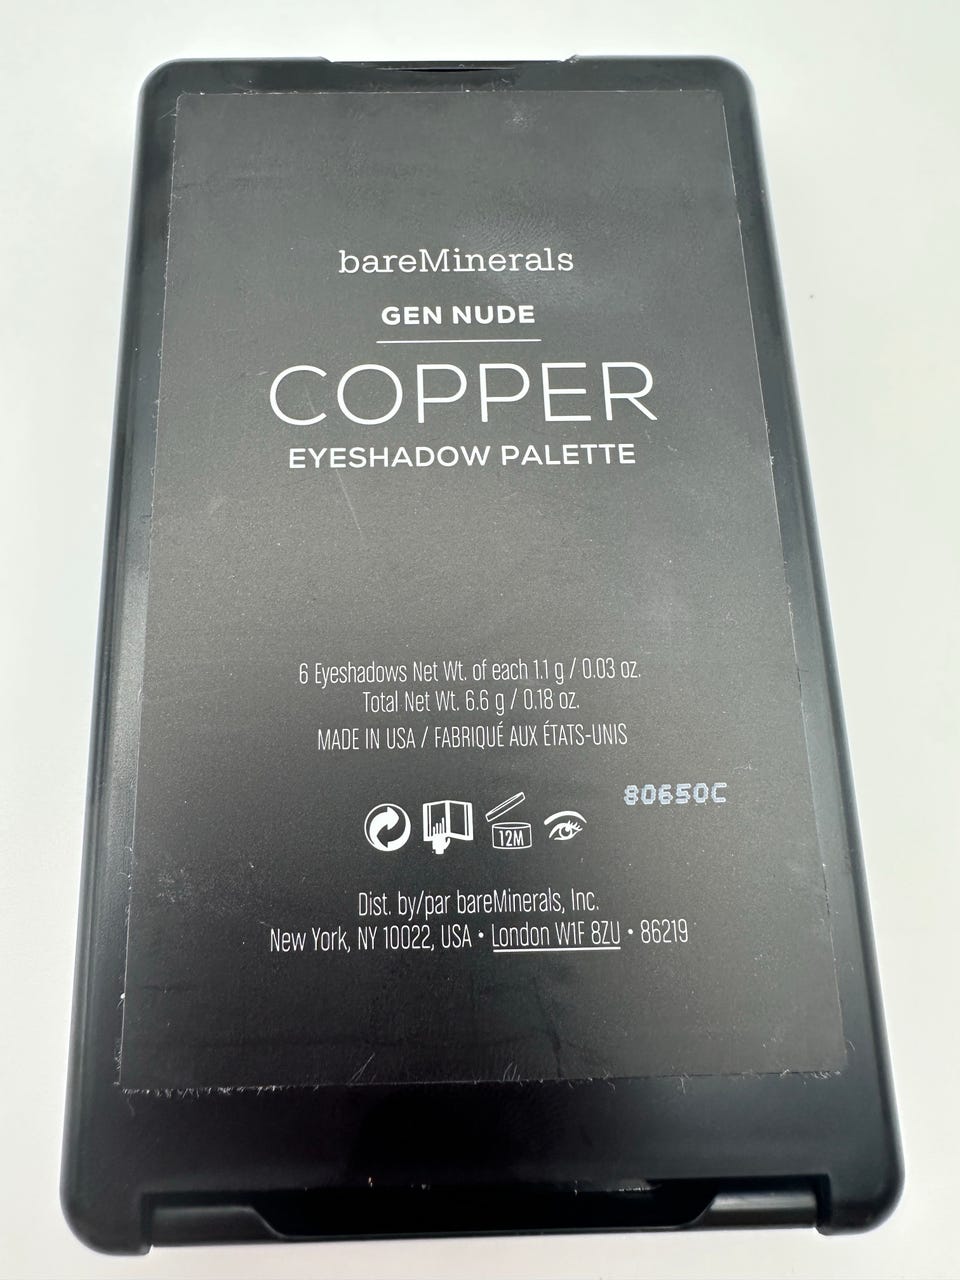 bareMinerals
GEN NUDE
COPPER
EYESHADOW PALETTE
6 Eyeshadows Net Wt. of each 1.1 g / 0.03 oz.
Total Net Wt. 6.6 g / 0.18 oz.
MADE IN USA / FABRIQUÉ AUX ÉTATS-UNIS
80650C
12M
Dist. by/par bareMinerals, Inc.
New York, NY 10022, USA • London W1F 8ZU • 86219